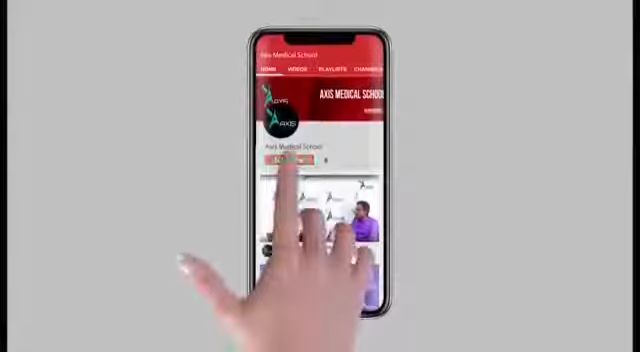 Axis Medical School
HOME VIDEOS PLAYLISTS CHANNELS
AXIS MEDICAL SCHOOL
AXIS
Axis Medical School